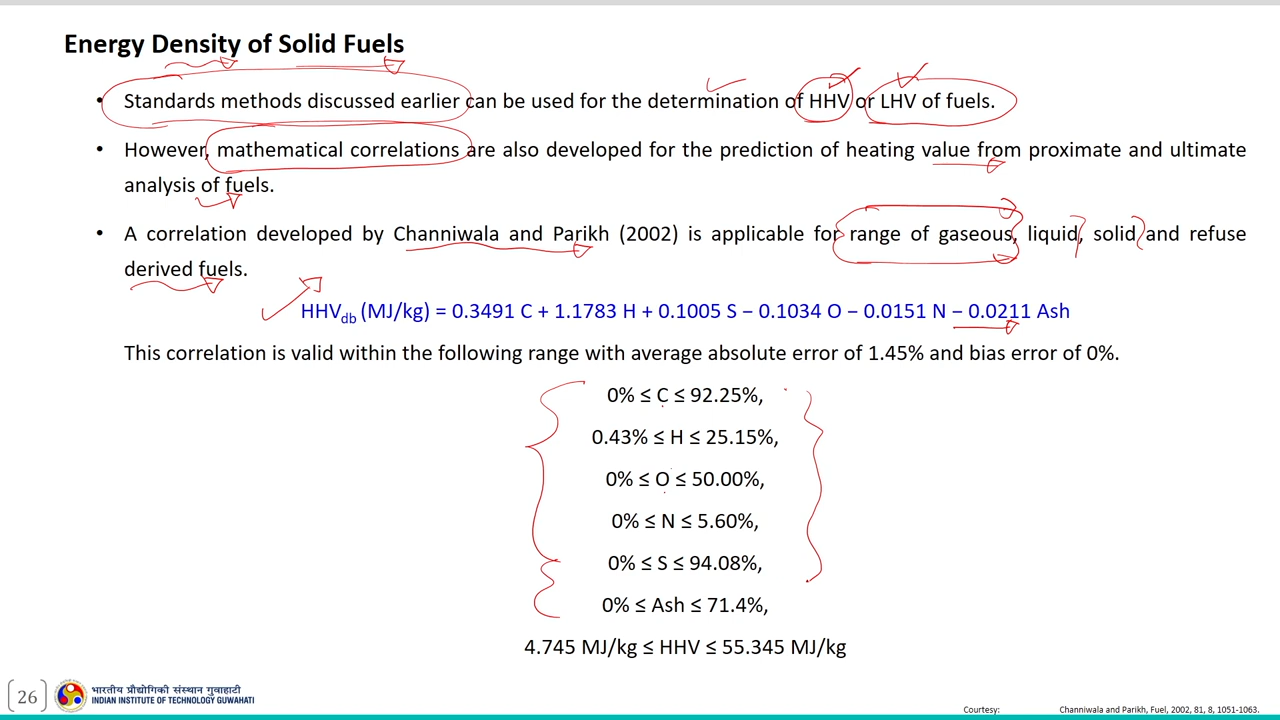 Energy Density of Solid Fuels
• Standards methods discussed earlier can be used for the determination of HHV or LHV of fuels.
• However, mathematical correlations are also developed for the prediction of heating value from proximate and ultimate
analysis of fuels.
• A correlation developed by Channiwala and Parikh (2002) is applicable for range of gaseous, liquid, solid and refuse
derived fuels.
HHVdb (MJ/kg) = 0.3491 C + 1.1783 H + 0.1005 S − 0.1034 O − 0.0151 N − 0.0211 Ash
This correlation is valid within the following range with average absolute error of 1.45% and bias error of 0%.
0% ≤ C ≤ 92.25%,
0.43% ≤ H ≤ 25.15%,
0% ≤ O ≤ 50.00%,
0% ≤ N ≤ 5.60%,
0% ≤ S ≤ 94.08%,
0% ≤ Ash ≤ 71.4%,
4.745 MJ/kg ≤ HHV ≤ 55.345 MJ/kg
26
भारतीय प्रौद्योगिकी संस्थान गुवाहाटी
INDIAN INSTITUTE OF TECHNOLOGY GUWAHATI
Courtesy: Channiwala and Parikh, Fuel, 2002, 81, 8, 1051-1063.